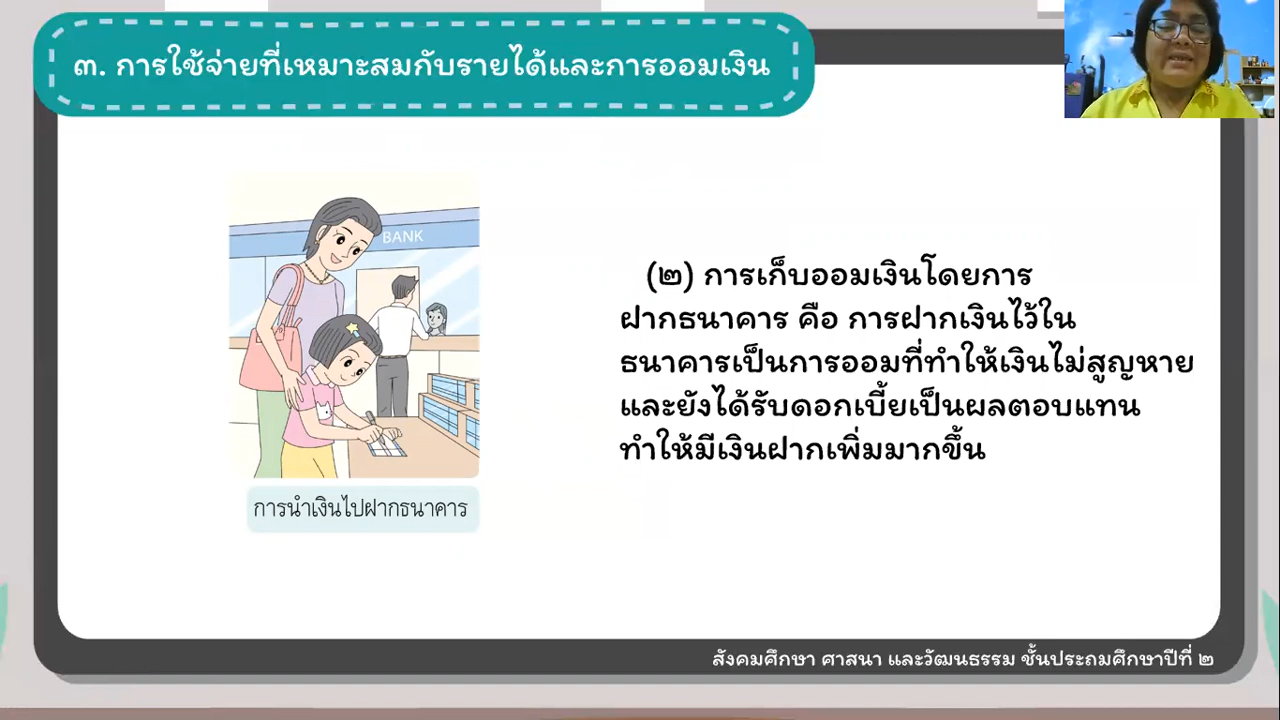 ๓. การใช้จ่ายที่เหมาะสมกับรายได้และการออมเงิน
BANK
(๒) การเก็บออมเงินโดยการ
ฝากธนาคาร คือ การฝากเงินไว้ใน
ธนาคารเป็นการออมที่ทำให้เงินไม่สูญหาย
และยังได้รับดอกเบี้ยเป็นผลตอบแทน
ทำให้มีเงินฝากเพิ่มมากขึ้น
การนำเงินไปฝากธนาคาร
สังคมศึกษา ศาสนา และวัฒนธรรม ชั้นประถมศึกษาปีที่ ๒